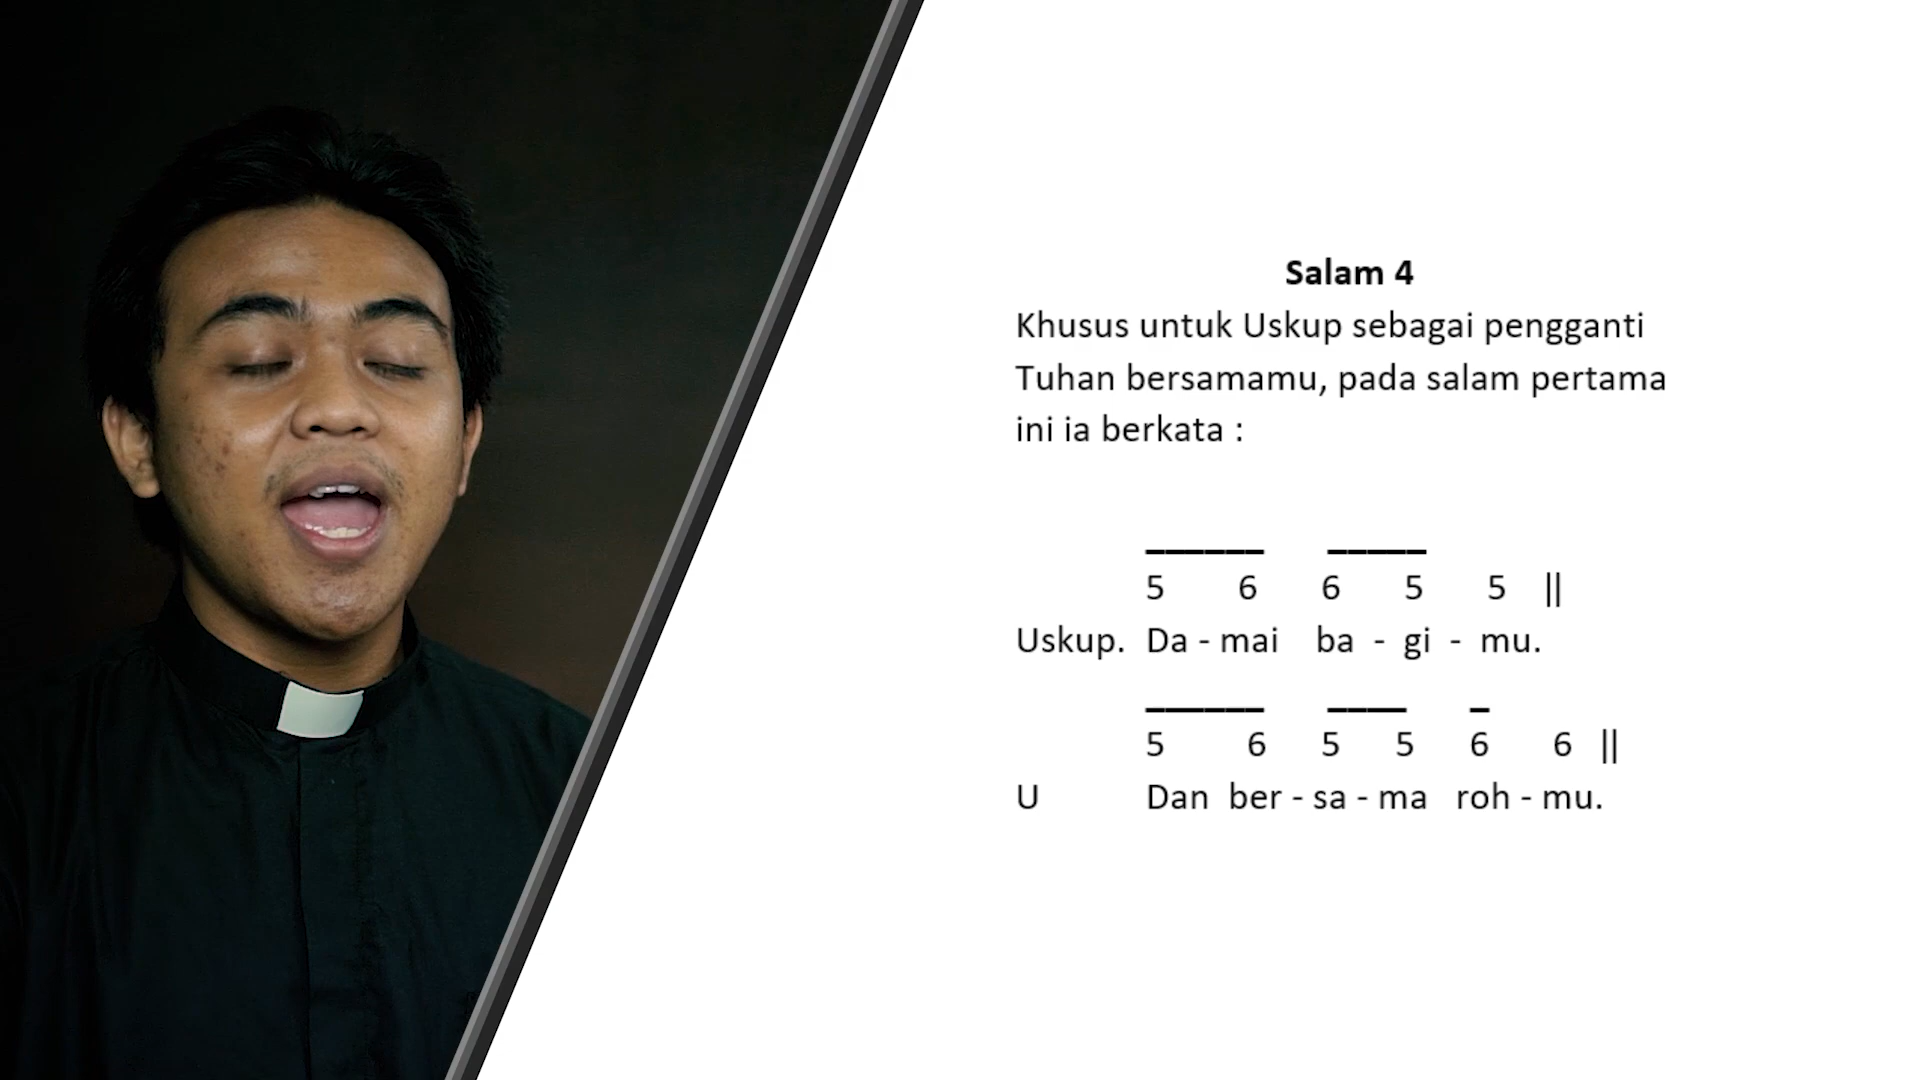 Salam 4
Khusus untuk Uskup sebagai pengganti
Tuhan bersamamu, pada salam pertama
ini ia berkata :
5 6 6 5 5 ||
Uskup. Da - mai ba - gi - mu.
5 6 5 5 6 6 ||
U Dan ber - sa - ma roh - mu.